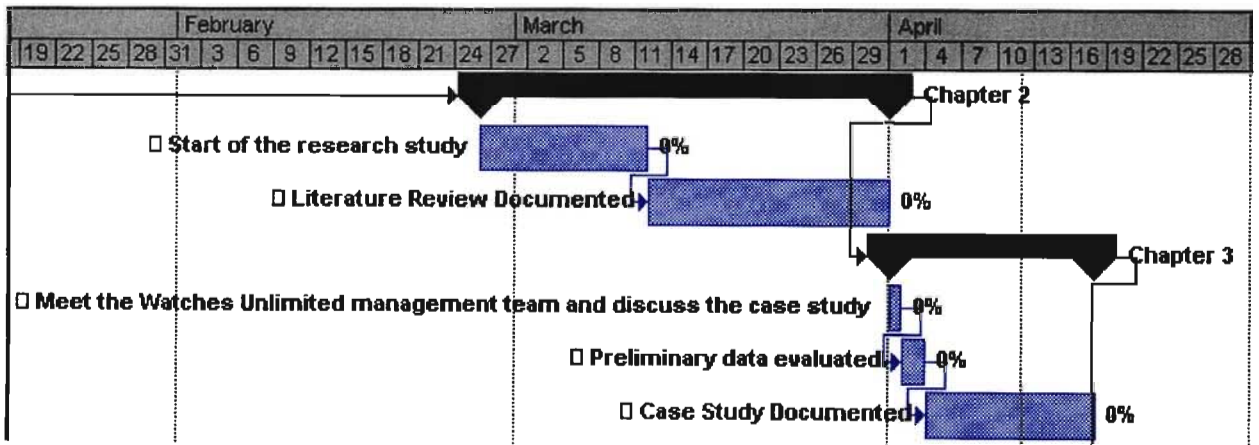 February March April
19 22 25 28 31 3 6 9 12 15 18 21 24 27 2 5 8 11 14 17 20 23 26 29 1 4 7 10 13 16 19 22 25 28
Chapter 2
Start of the research study 0%
Literature Review Documented 0%
Chapter 3
Meet the Watches Unlimited management team and discuss the case study 0%
Preliminary data evaluated 0%
Case Study Documented 0%